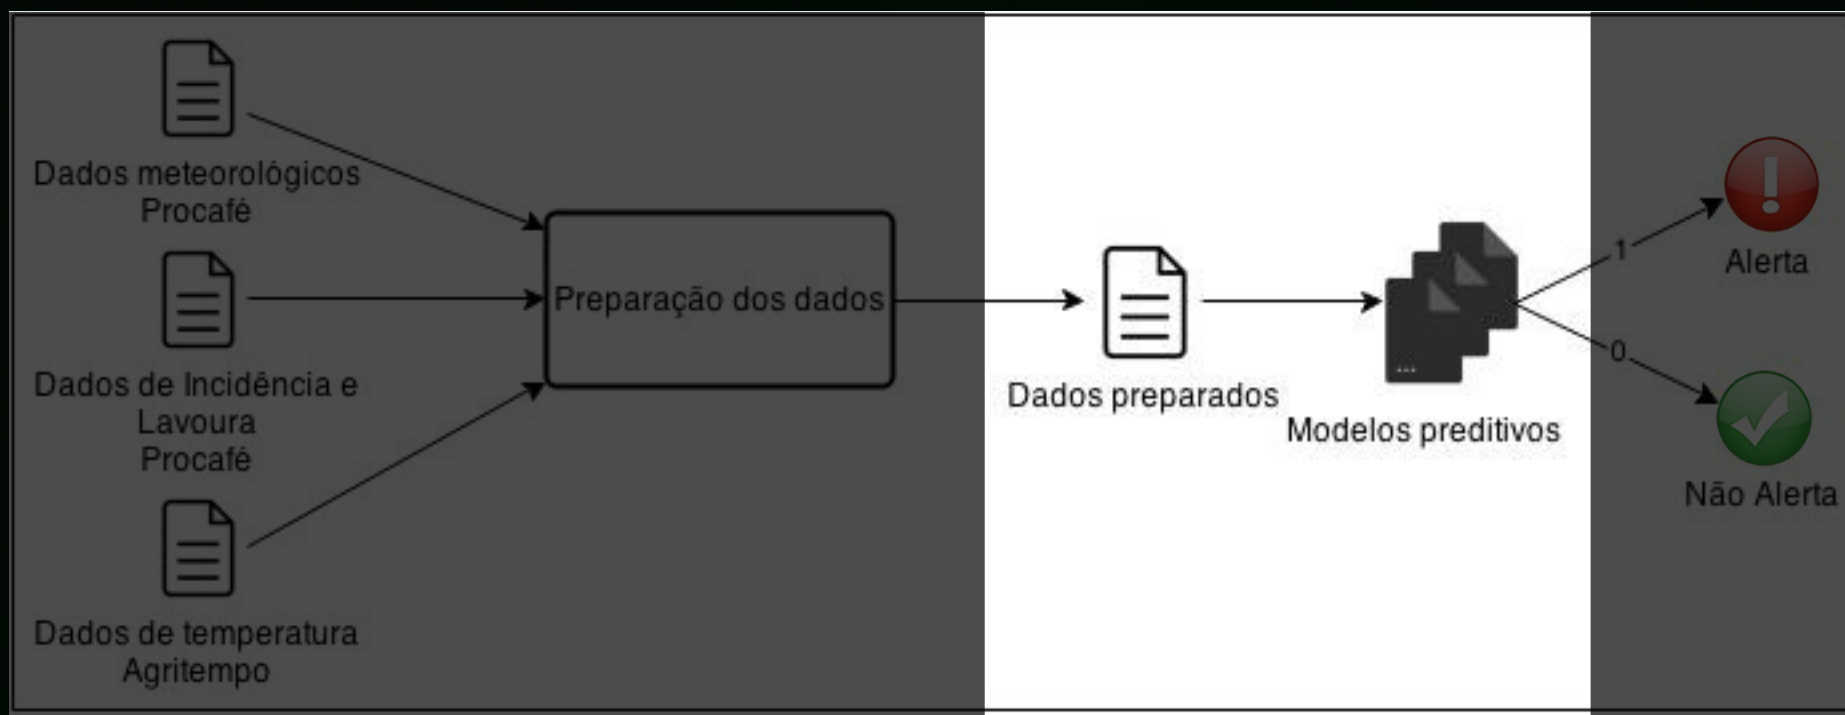 Dados meteorológicos
Procafé
Dados de Incidência e
Lavoura
Procafé
Dados de temperatura
Agritempo
Preparação dos dados
Dados preparados
Modelos preditivos
1
0
Alerta
Não Alerta